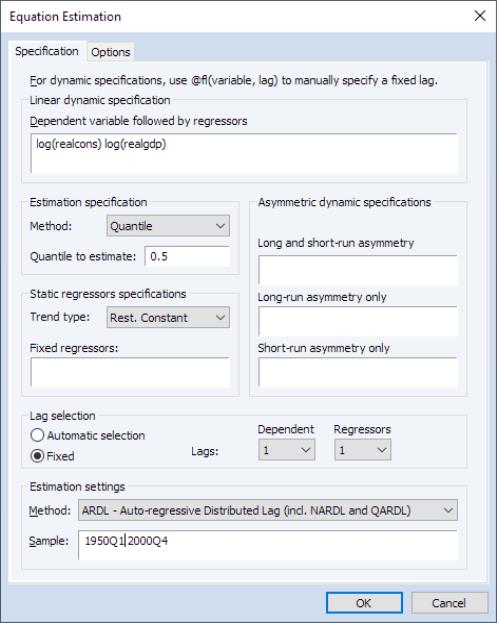 Equation Estimation
Specification Options
For dynamic specifications, use @fl(variable, lag) to manually specify a fixed lag.
Linear dynamic specification
Dependent variable followed by regressors
log(realcons) log(realgdp)
Estimation specification
Method: Quantile
Quantile to estimate: 0.5
Asymmetric dynamic specifications
Long and short-run asymmetry
Long-run asymmetry only
Short-run asymmetry only
Static regressors specifications
Trend type: Rest. Constant
Fixed regressors:
Lag selection
Automatic selection
Fixed
Dependent Regressors
Lags: 1 1
Estimation settings
Method: ARDL - Auto-regressive Distributed Lag (incl. NARDL and QARDL)
Sample: 1950Q1 2000Q4
OK Cancel